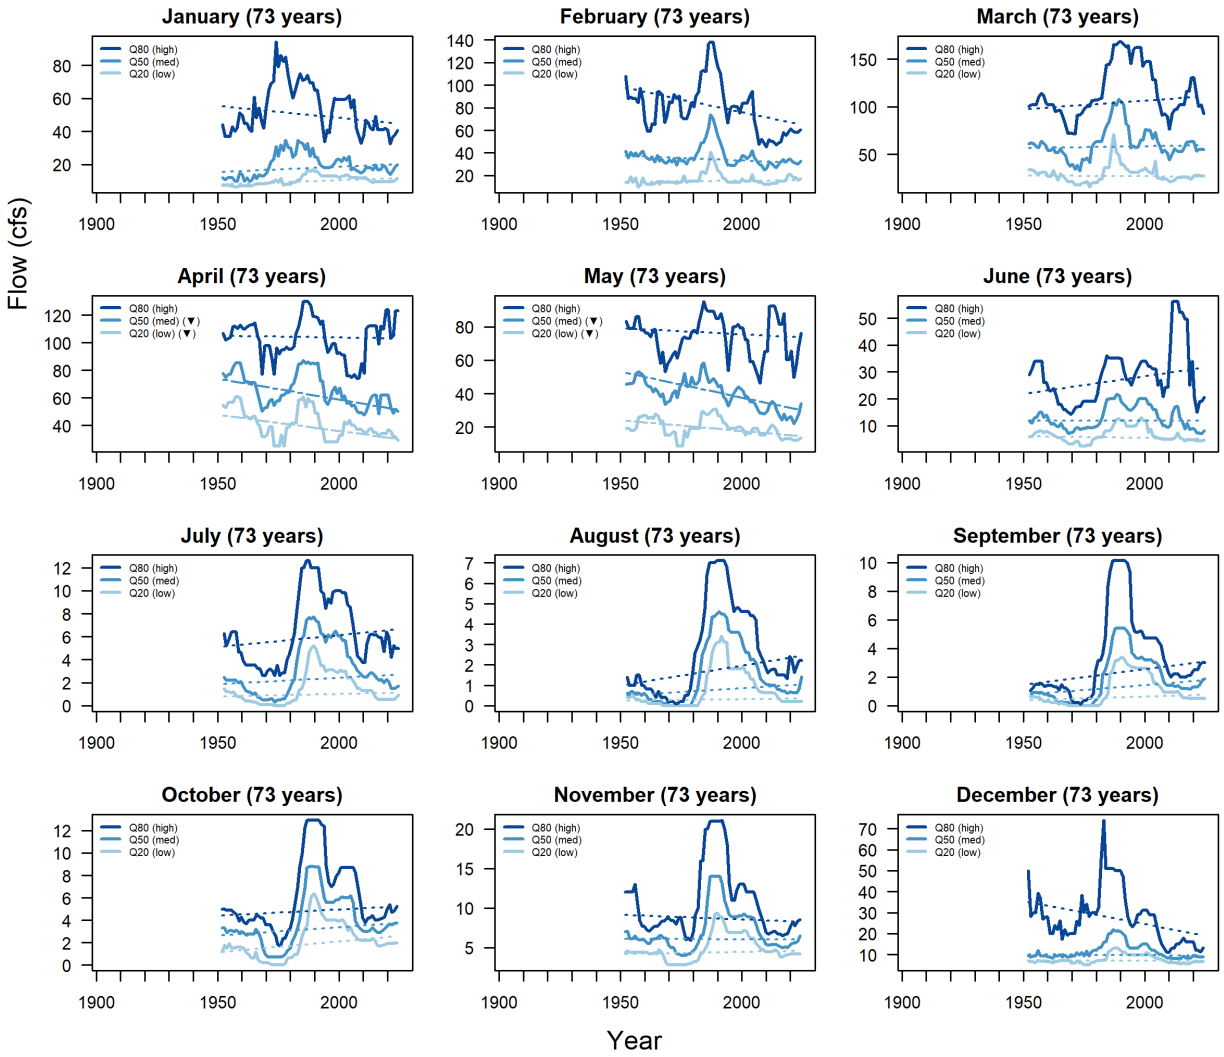 January (73 years)
February (73 years)
March (73 years)
Q80 (high)
Q50 (med)
Q20 (low)
80
60
40
20
1900
1950
2000
Q80 (high)
Q50 (med)
Q20 (low)
140
120
100
80
60
40
20
1900
1950
2000
Q80 (high)
Q50 (med)
Q20 (low)
150
100
50
1900
1950
2000
Flow (cfs)
April (73 years)
May (73 years)
June (73 years)
Q80 (high)
Q50 (med) (▼)
Q20 (low) (▼)
120
100
80
60
40
1900
1950
2000
Q80 (high)
Q50 (med) (▼)
Q20 (low) (▼)
80
60
40
20
1900
1950
2000
Q80 (high)
Q50 (med)
Q20 (low)
50
40
30
20
10
1900
1950
2000
July (73 years)
August (73 years)
September (73 years)
Q80 (high)
Q50 (med)
Q20 (low)
12
10
8
6
4
2
0
1900
1950
2000
Q80 (high)
Q50 (med)
Q20 (low)
7
6
5
4
3
2
1
0
1900
1950
2000
Q80 (high)
Q50 (med)
Q20 (low)
10
8
6
4
2
0
1900
1950
2000
October (73 years)
November (73 years)
December (73 years)
Q80 (high)
Q50 (med)
Q20 (low)
12
10
8
6
4
2
0
1900
1950
2000
Q80 (high)
Q50 (med)
Q20 (low)
20
15
10
5
1900
1950
2000
Q80 (high)
Q50 (med)
Q20 (low)
70
60
50
40
30
20
10
1900
1950
2000
Year